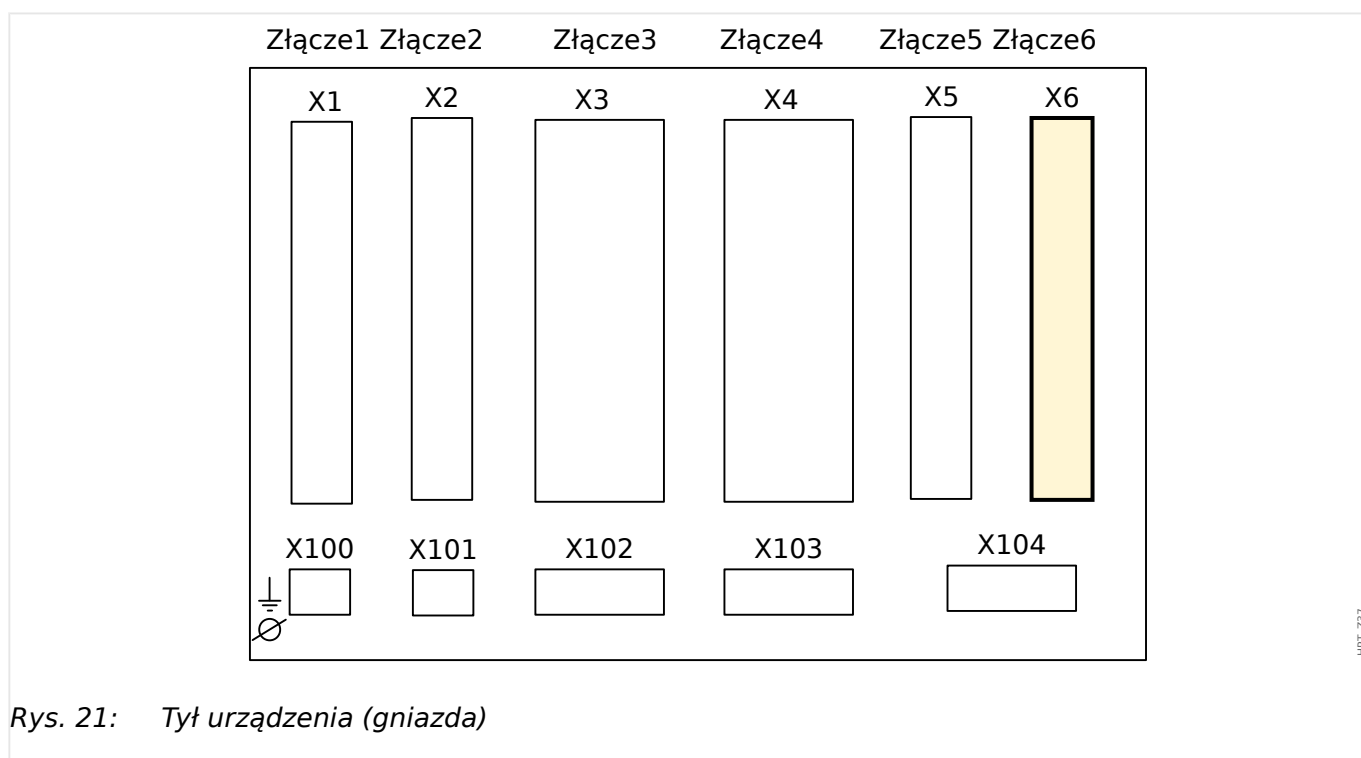 Złącze1 Złącze2 Złącze3 Złącze4 Złącze5 Złącze6
X1 X2 X3 X4 X5 X6
X100 X101 X102 X103 X104
Rys. 21: Tył urządzenia (gniazda)